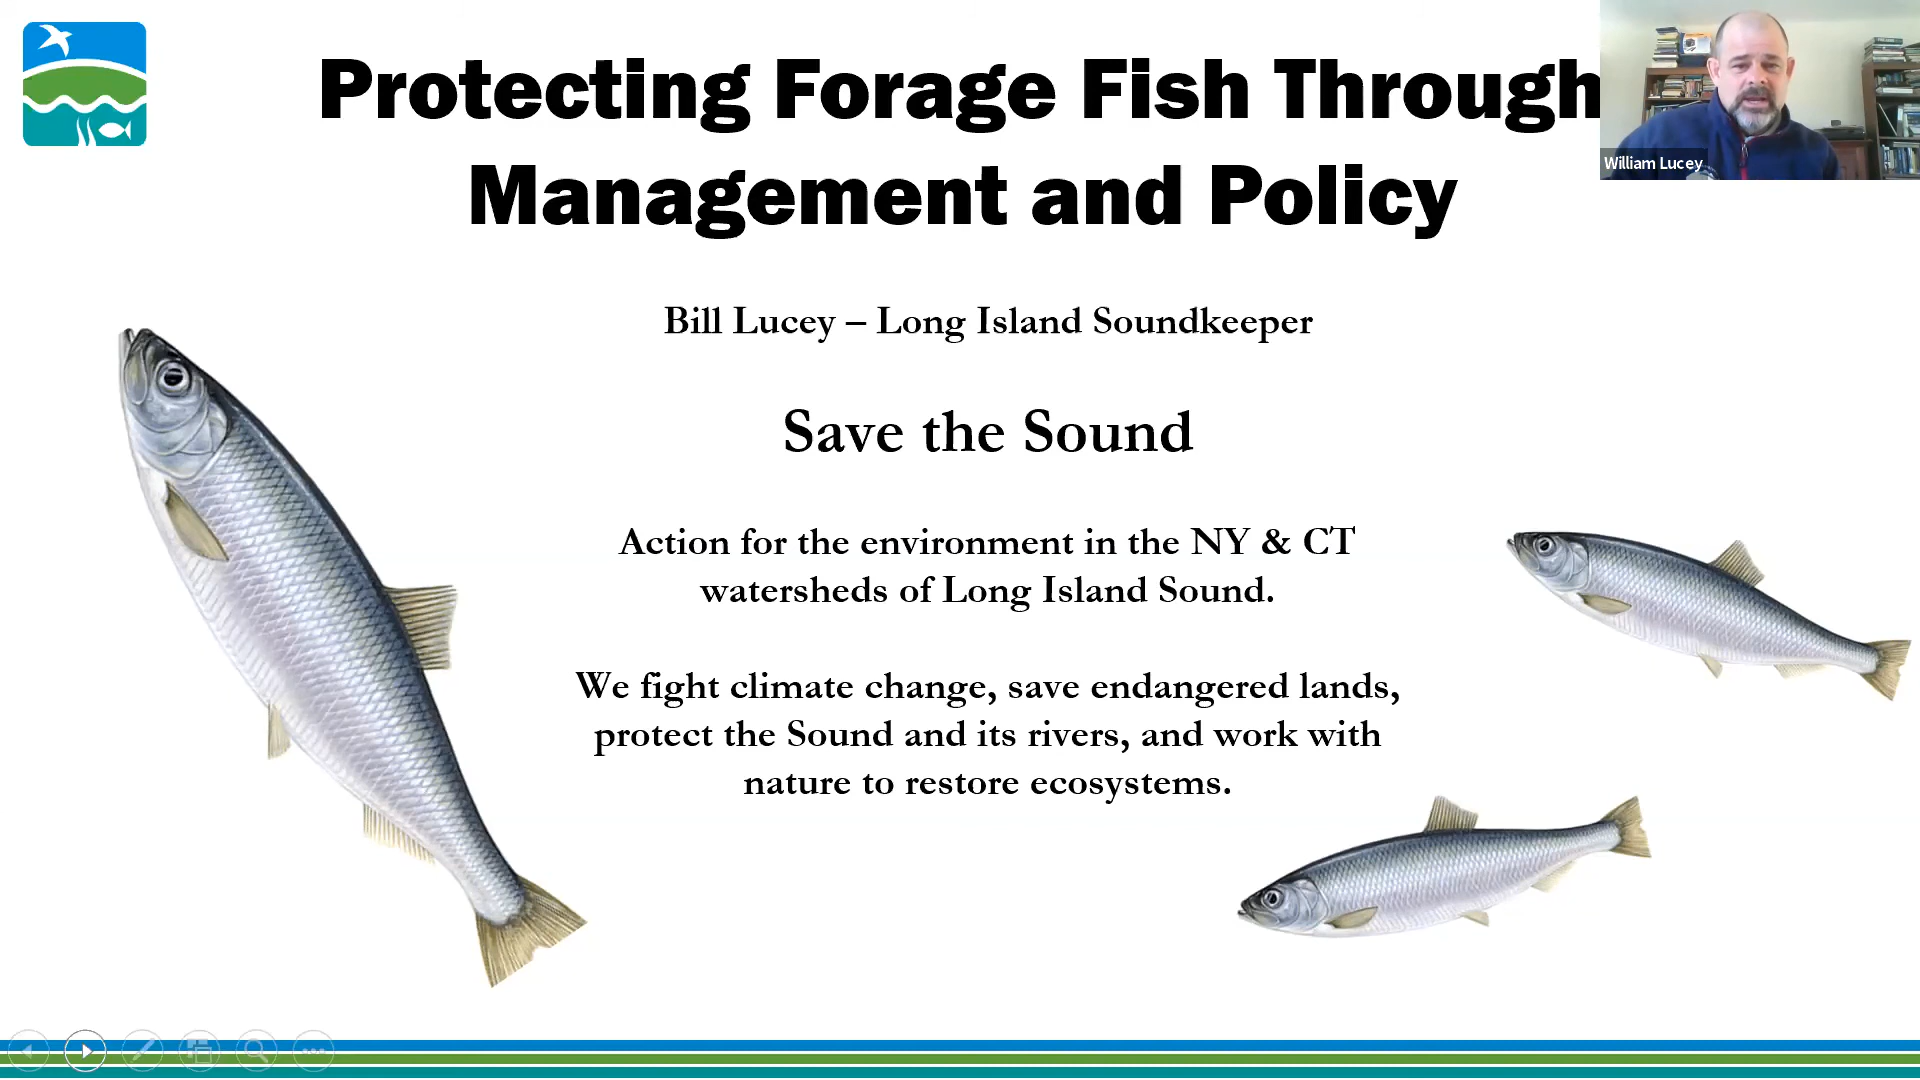 Protecting Forage Fish Through
Management and Policy
William Lucey
Bill Lucey – Long Island Soundkeeper
Save the Sound
Action for the environment in the NY & CT
watersheds of Long Island Sound.
We fight climate change, save endangered lands,
protect the Sound and its rivers, and work with
nature to restore ecosystems.